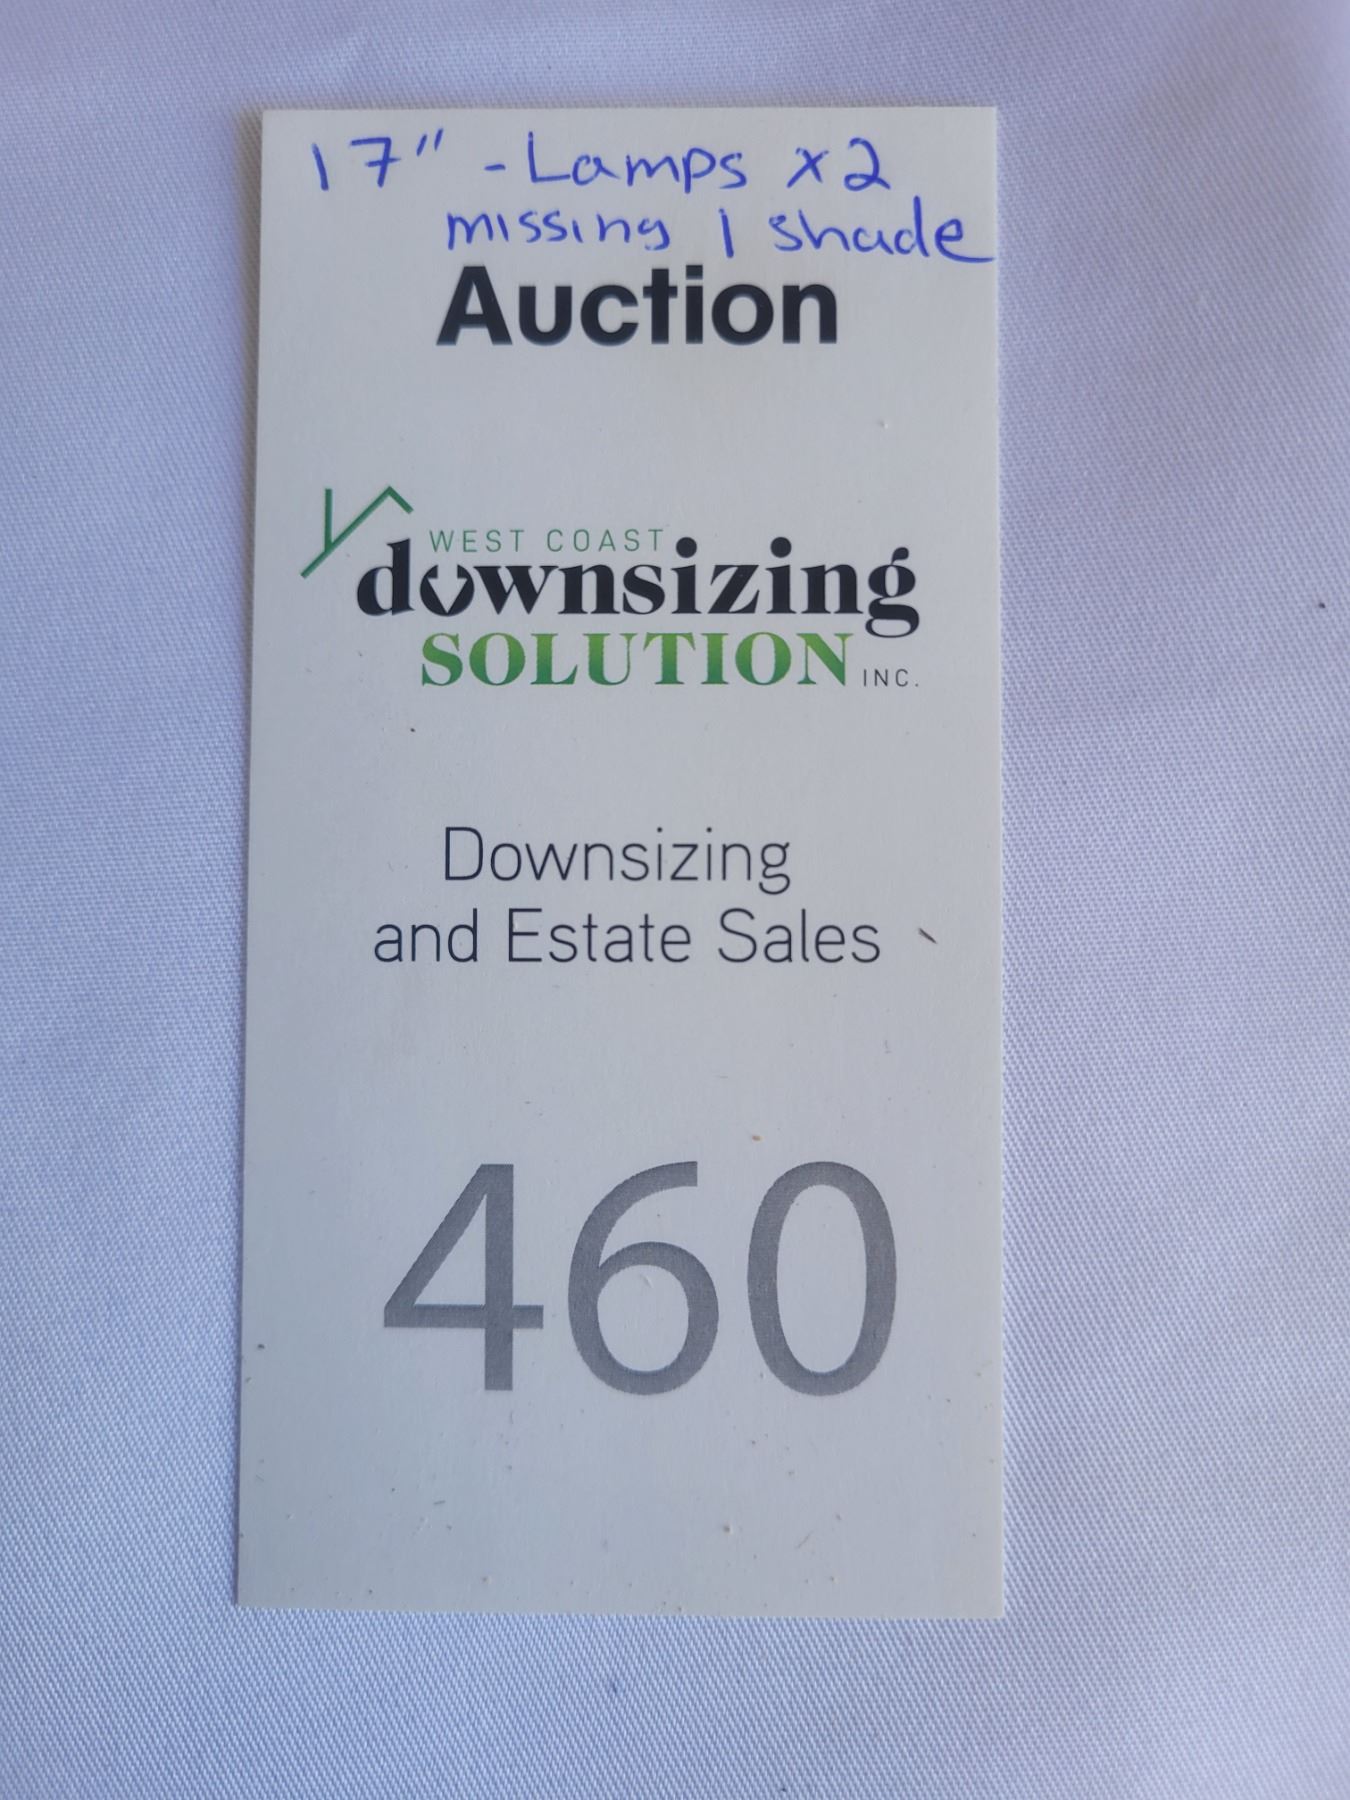 17" - Lamps x2
missing 1 shade
Auction
WEST COAST
downsizing
SOLUTION INC.
Downsizing
and Estate Sales
460